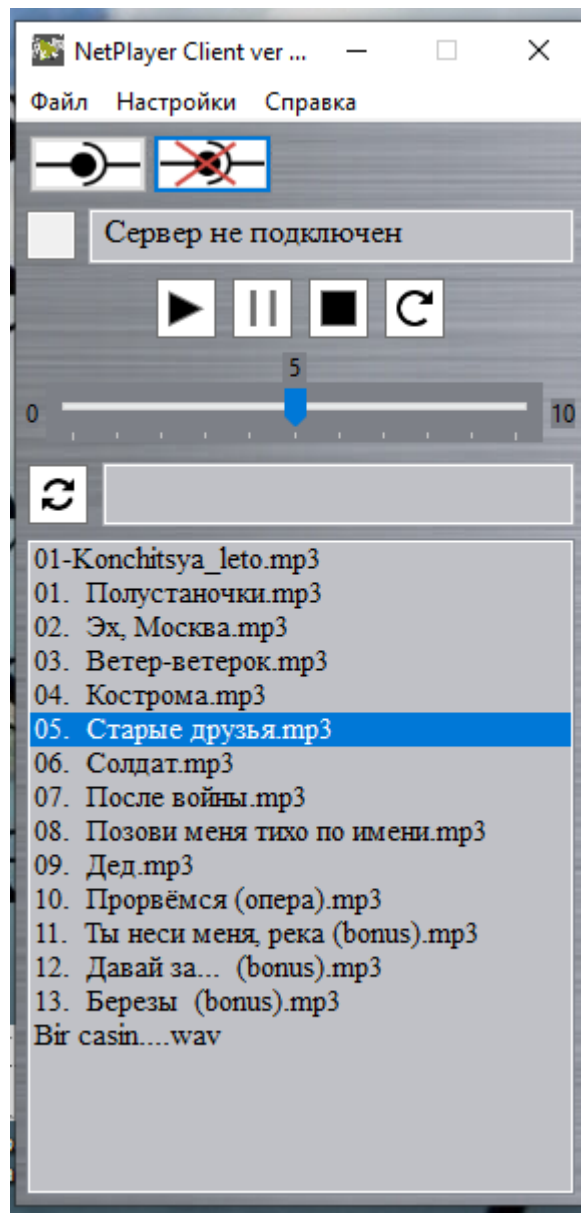 NetPlayer Client ver ...
Файл Настройки Справка
Сервер не подключен
5
0 10
01-Konchitsya_leto.mp3
01. Полустаночки.mp3
02. Эх, Москва.mp3
03. Ветер-ветерок.mp3
04. Кострома.mp3
05. Старые друзья.mp3
06. Солдат.mp3
07. После войны.mp3
08. Позови меня тихо по имени.mp3
09. Дед.mp3
10. Прорвёмся (опера).mp3
11. Ты неси меня, река (bonus).mp3
12. Давай за... (bonus).mp3
13. Березы (bonus).mp3
Bir casin....wav